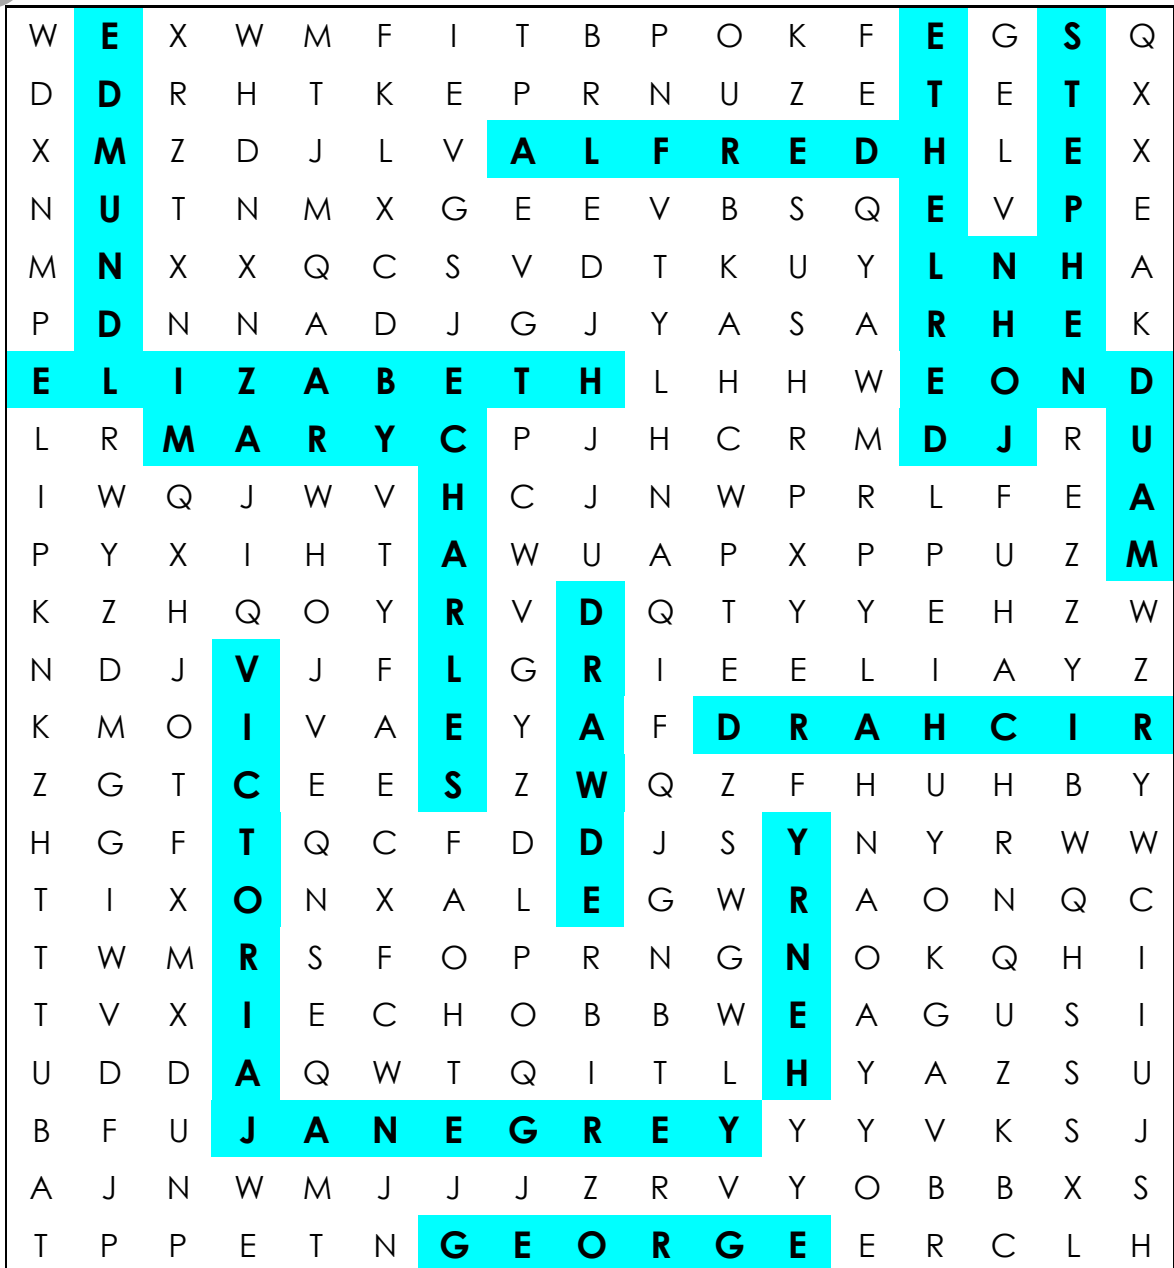 W E X W M F I T B P O K F E G S Q
D D R H T K E P R N U Z E T E T X
X M Z D J L V A L F R E D H L E X
N U T N M X G E E V B S Q E V P E
M N X X Q C S V D T K U Y L N H A
P D N N A D J G J Y A S A R H E K
E L I Z A B E T H L H H W E O N D
L R M A R Y C P J H C R M D J R U
I W Q J W V H C J N W P R L F E A
P Y X I H T A W U A P X P P U Z M
K Z H Q O Y R V D Q T Y Y E H Z W
N D J V J F L G R I E E L I A Y Z
K M O I V A E Y A F D R A H C I R
Z G T C E E S Z W Q Z F H U H B Y
H G F T Q C F D D J S Y N Y R W W
T I X O N X A L E G W R A O N Q C
T W M R S F O P R N G N O K Q H I
T V X I E C H O B B W E A G U S I
U D D A Q W T Q I T L H Y A Z S U
B F U J A N E G R E Y Y Y V K S J
A J N W M J J J Z R V Y O B B X S
T P P E T N G E O R G E E R C L H